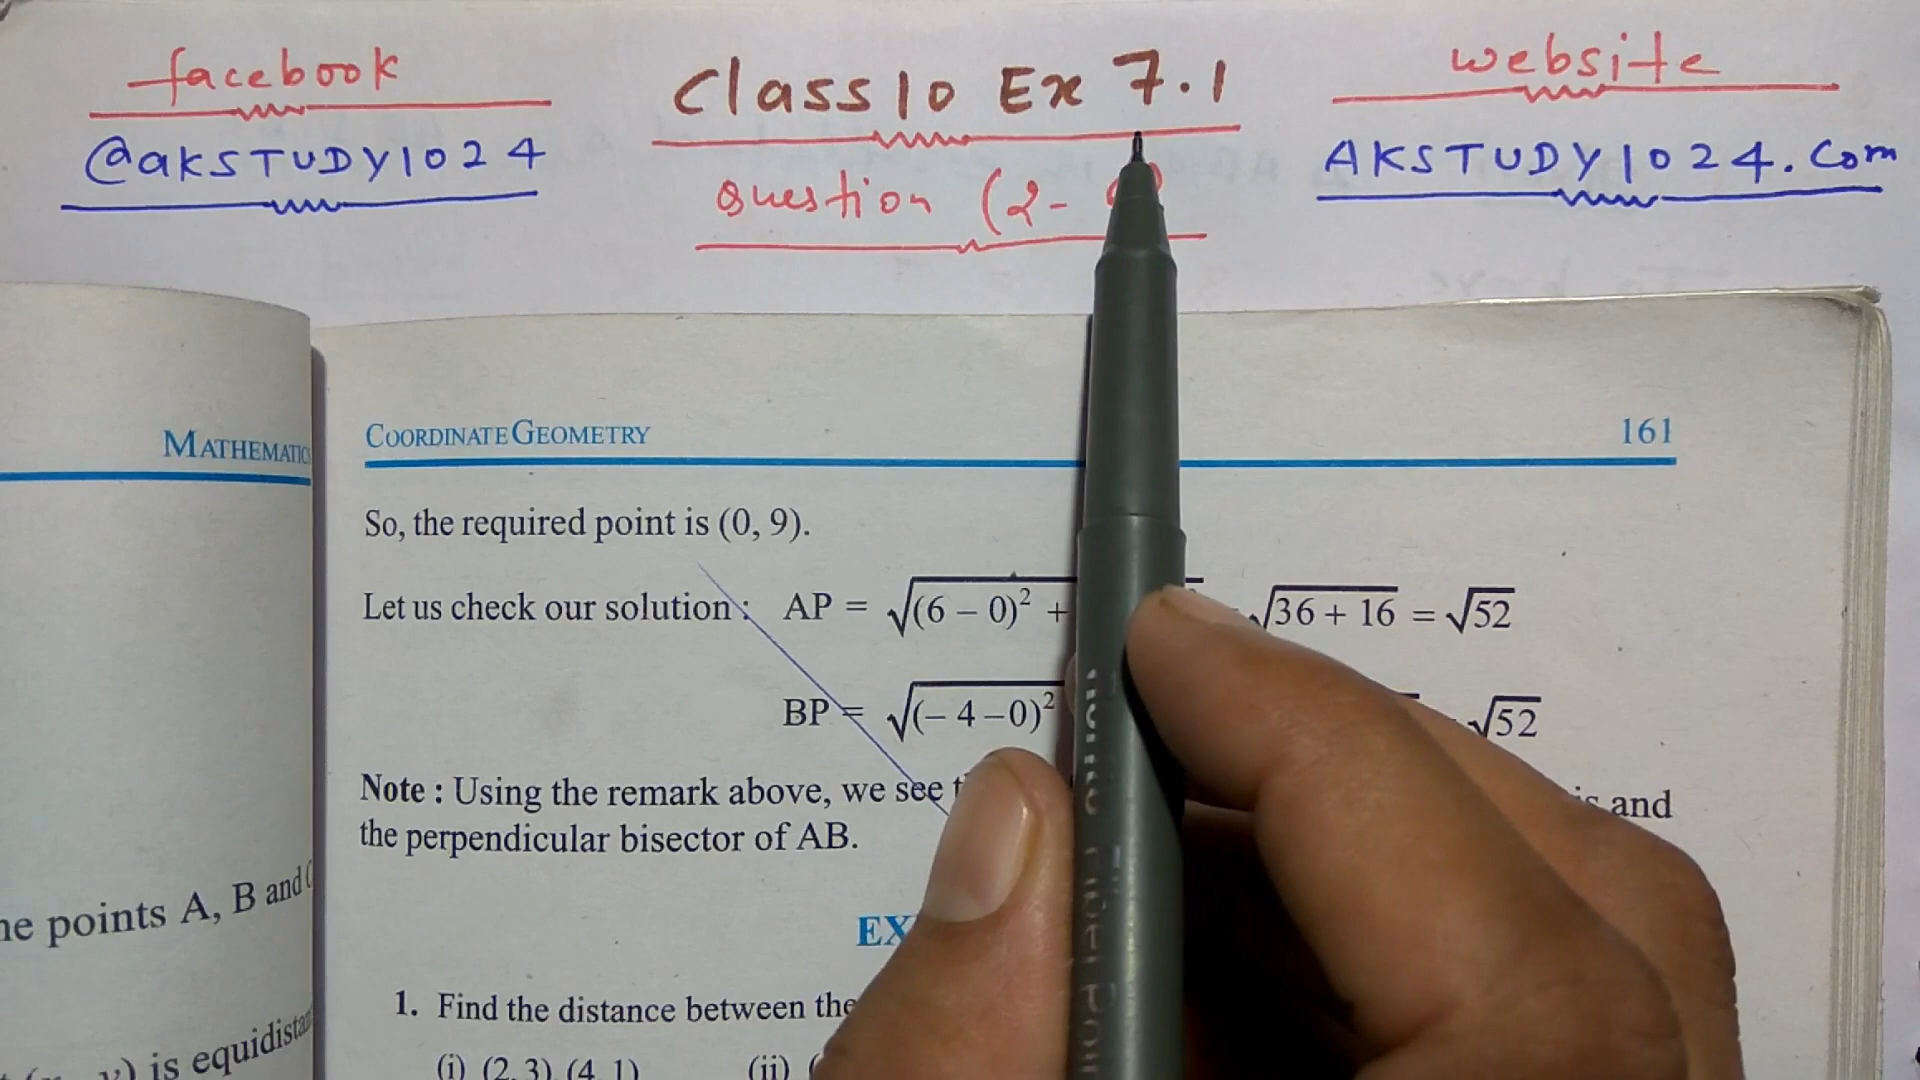 facebook
@aKSTUDY1024
Class 10 Ex 7.1
question (2-
website
AKSTUDY1024.com
MATHEMATIC
he points A, B and C
is equidistan
COORDINATE GEOMETRY 161
So, the required point is (0, 9).
Let us check our solution : AP = √(6 – 0)² + √36 + 16 = √52
BP = √(– 4 – 0)² √52
Note : Using the remark above, we see and
the perpendicular bisector of AB.
EX
1. Find the distance between the
(i) (2, 3), (4, 1) (ii) (